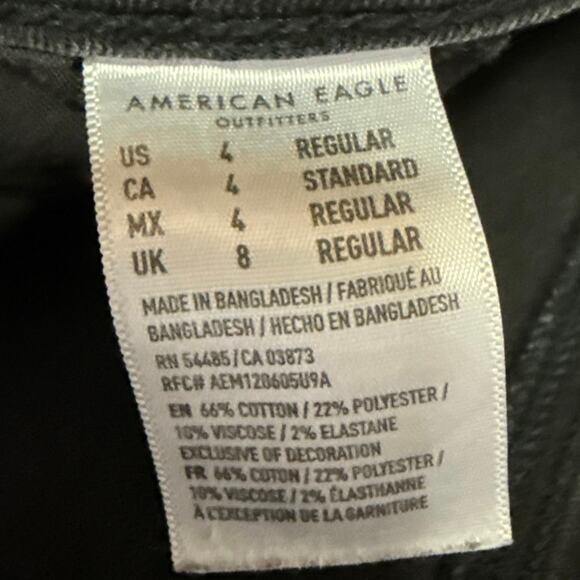 AMERICAN EAGLE
OUTFITTERS
US 4 REGULAR
CA 4 STANDARD
MX 4 REGULAR
UK 8 REGULAR
MADE IN BANGLADESH / FABRIQUÉ AU
BANGLADESH / HECHO EN BANGLADESH
RN 54485 / CA 03873
RFC# AEM120605U9A
EN 66% COTTON / 22% POLYESTER /
10% VISCOSE / 2% ELASTANE
EXCLUSIVE OF DECORATION
FR 66% COTON / 22% POLYESTER /
10% VISCOSE / 2% ÉLASTHANNE
À L'EXCEPTION DE LA GARNITURE